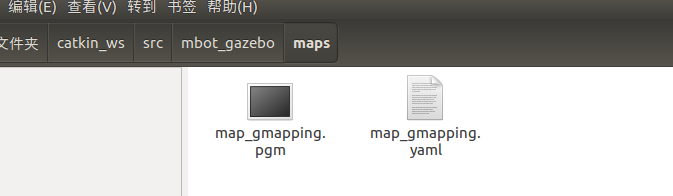 编辑(E) 查看(V) 转到 书签 帮助(H)
文件夹 catkin_ws src mbot_gazebo maps
map_gmapping.pgm map_gmapping.yaml